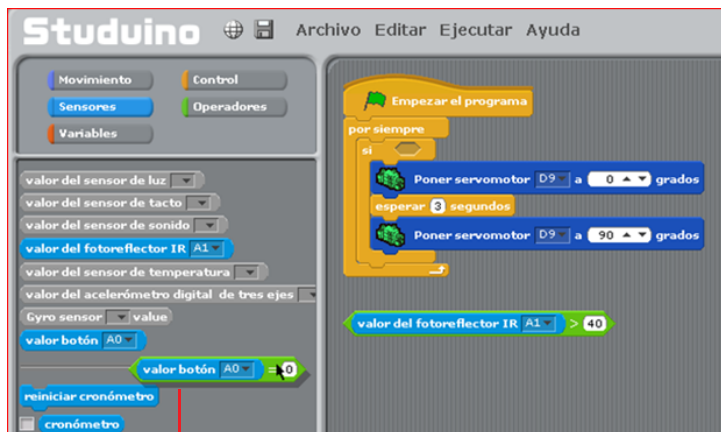 Studuino Archivo Editar Ejecutar Ayuda
Movimiento Control
Sensores Operadores
Variables
valor del sensor de luz
valor del sensor de tacto
valor del sensor de sonido
valor del fotoreflector IR A1
valor del sensor de temperatura
valor del acelerómetro digital de tres ejes
Gyro sensor value
valor botón A0
valor botón A0 = 0
reiniciar cronómetro
cronómetro
Empezar el programa
por siempre
si
Poner servomotor D9 a 0 grados
esperar 3 segundos
Poner servomotor D9 a 90 grados
valor del fotoreflector IR A1 > 40